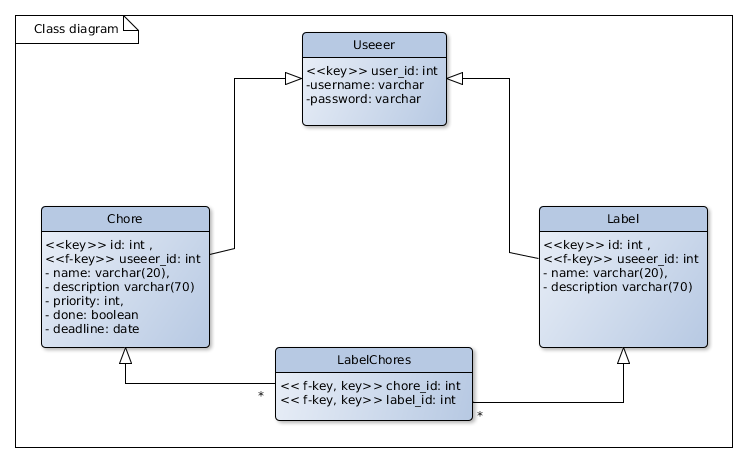 Class diagram
Useeer
<<key>> user_id: int
-username: varchar
-password: varchar
Chore
<<key>> id: int ,
<<f-key>> useeer_id: int
- name: varchar(20),
- description varchar(70)
- priority: int,
- done: boolean
- deadline: date
Label
<<key>> id: int ,
<<f-key>> useeer_id: int
- name: varchar(20),
- description varchar(70)
LabelChores
<< f-key, key>> chore_id: int
<< f-key, key>> label_id: int
*
*